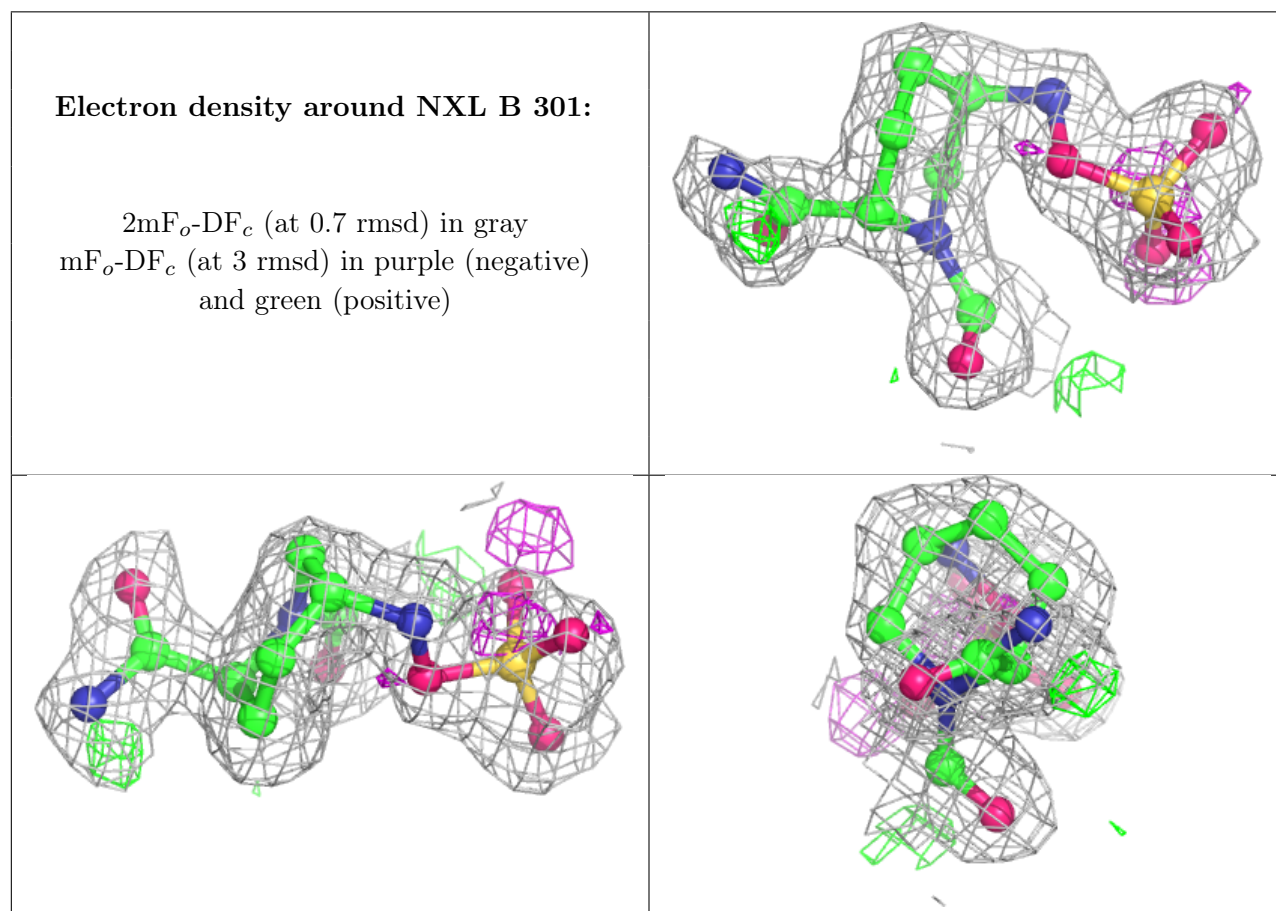 Electron density around NXL B 301:
2mFₒ-DF𝒸 (at 0.7 rmsd) in gray
mFₒ-DF𝒸 (at 3 rmsd) in purple (negative)
and green (positive)